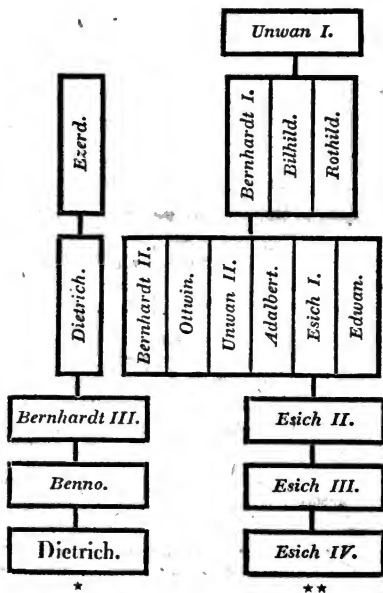 Unwan I.
Ezerd.
Bernhardt I.
Bilhild.
Rothild.
Dietrich.
Bernhardt II.
Ottwin.
Unwan II.
Adalbert.
Esich I.
Edwan.
Bernhardt III.
Esich II.
Benno.
Esich III.
Dietrich.
Esich IV.
*
**